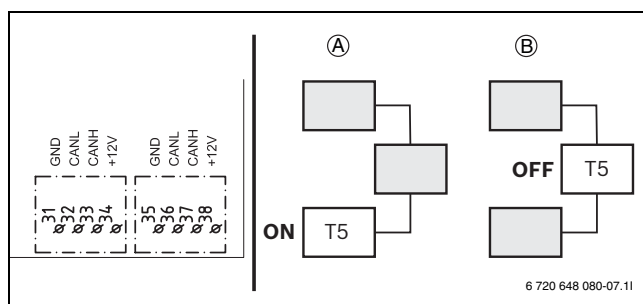 GND
CANL
CANH
+12V
GND
CANL
CANH
+12V
31
32
33
34
35
36
37
38
A
B
ON
T5
OFF
T5
6 720 648 080-07.1I